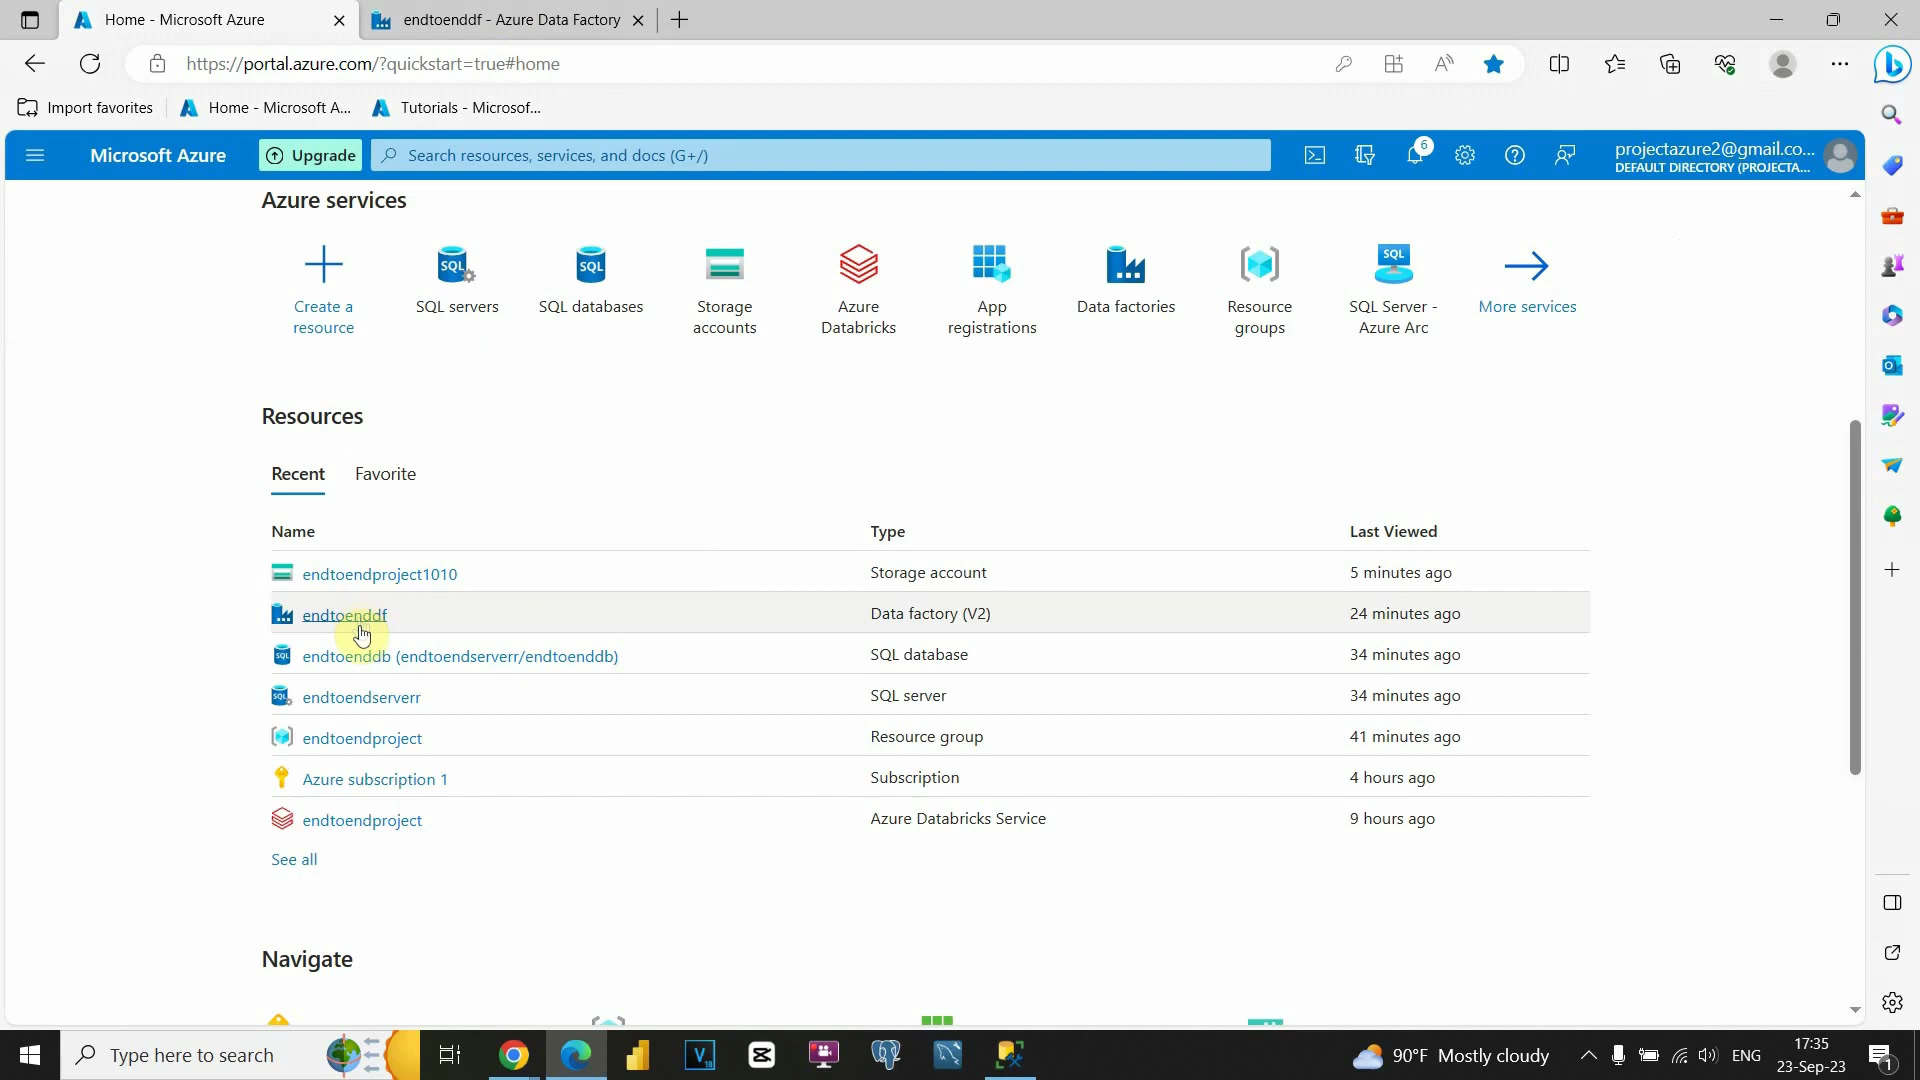 Home - Microsoft Azure
endtoenddf - Azure Data Factory
https://portal.azure.com/?quickstart=true#home
Import favorites
Home - Microsoft A...
Tutorials - Microsof...
Microsoft Azure
Upgrade
Search resources, services, and docs (G+/)
6
projectazure2@gmail.co...
DEFAULT DIRECTORY (PROJECTA...
Azure services
Create a resource
SQL servers
SQL databases
Storage accounts
Azure Databricks
App registrations
Data factories
Resource groups
SQL Server - Azure Arc
More services
Resources
Recent Favorite
Name Type Last Viewed
endtoendproject1010 Storage account 5 minutes ago
endtoenddf Data factory (V2) 24 minutes ago
endtoenddb (endtoendserverr/endtoenddb) SQL database 34 minutes ago
endtoendserverr SQL server 34 minutes ago
endtoendproject Resource group 41 minutes ago
Azure subscription 1 Subscription 4 hours ago
endtoendproject Azure Databricks Service 9 hours ago
See all
Navigate
Type here to search
90°F Mostly cloudy
ENG
17:35
23-Sep-23
1